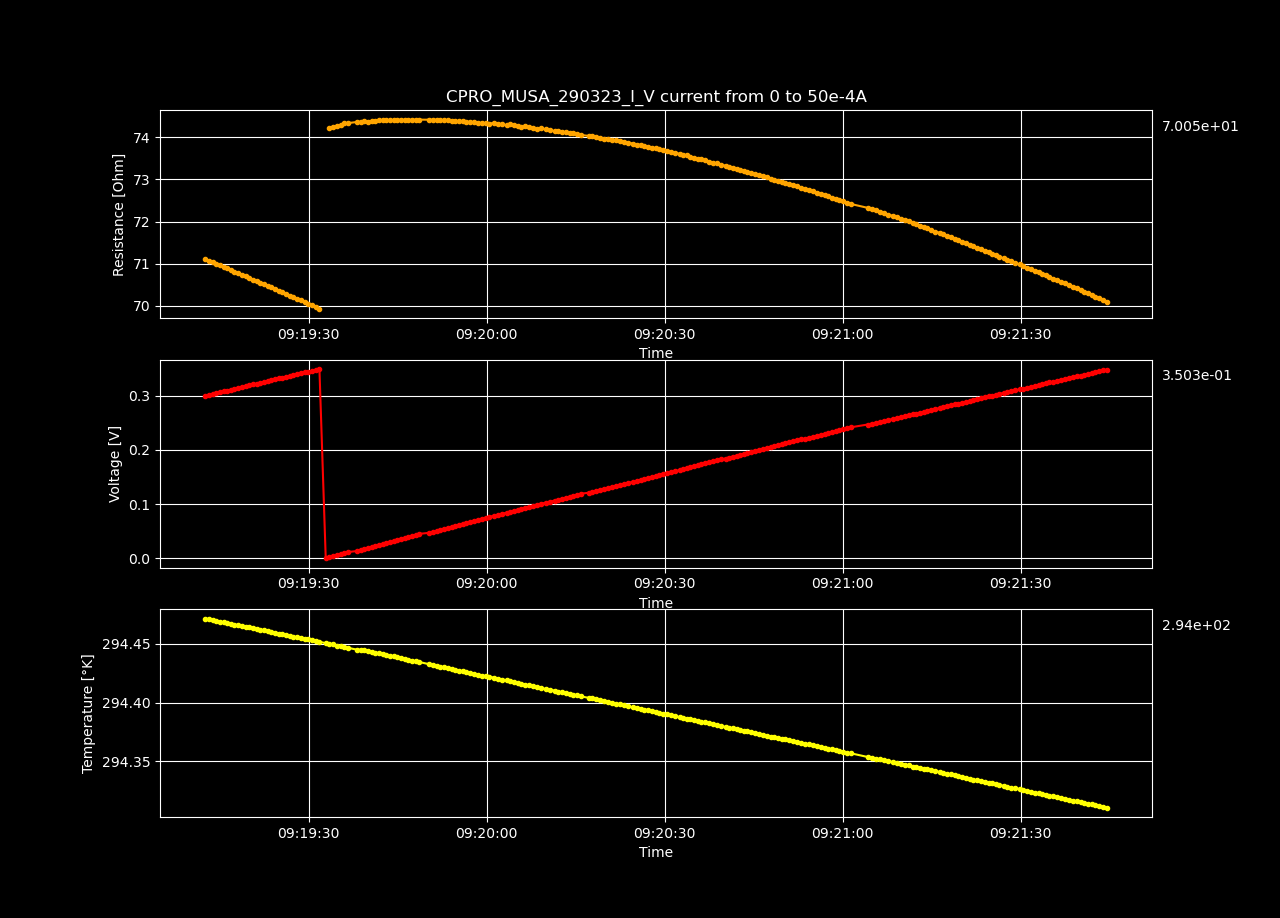 CPRO_MUSA_290323_I_V current from 0 to 50e-4A
Resistance [Ohm]
74
73
72
71
70
7.005e+01
09:19:30 09:20:00 09:20:30 09:21:00 09:21:30
Time
Voltage [V]
0.3
0.2
0.1
0.0
3.503e-01
09:19:30 09:20:00 09:20:30 09:21:00 09:21:30
Time
Temperature [°K]
294.45
294.40
294.35
2.94e+02
09:19:30 09:20:00 09:20:30 09:21:00 09:21:30
Time